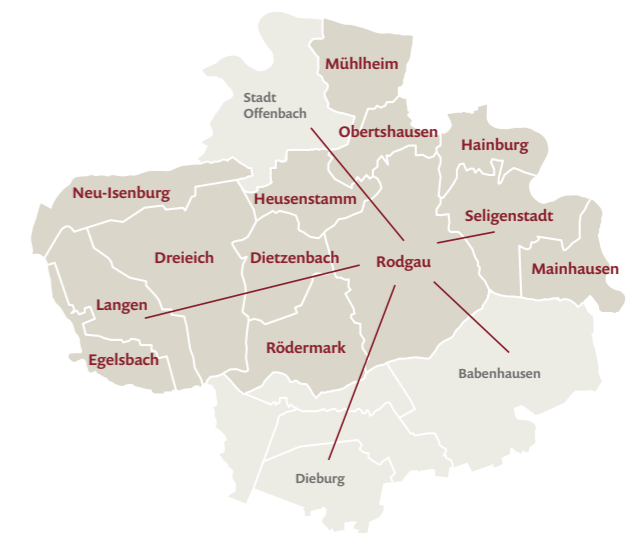 Mühlheim
Stadt
Offenbach
Obertshausen
Hainburg
Neu-Isenburg
Heusenstamm
Seligenstadt
Dreieich
Dietzenbach
Rodgau
Mainhausen
Langen
Rödermark
Egelsbach
Babenhausen
Dieburg